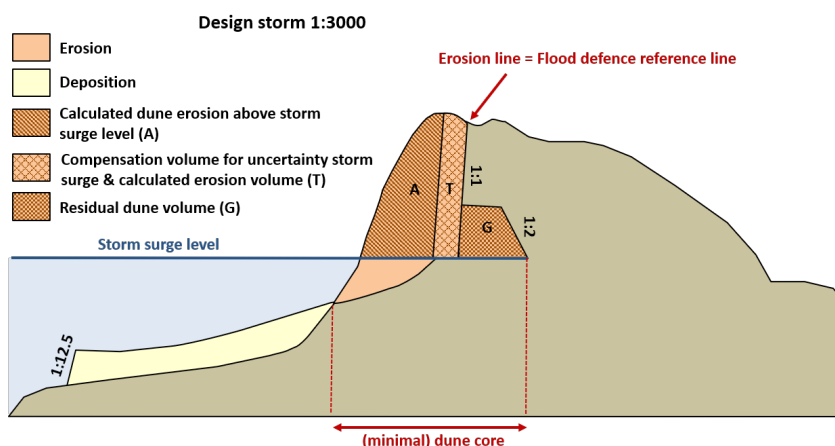 Design storm 1:3000
Erosion
Deposition
Calculated dune erosion above storm
surge level (A)
Compensation volume for uncertainty storm
surge & calculated erosion volume (T)
Residual dune volume (G)
Erosion line = Flood defence reference line
A
T
1:1
G
1:2
Storm surge level
1:12.5
(minimal) dune core